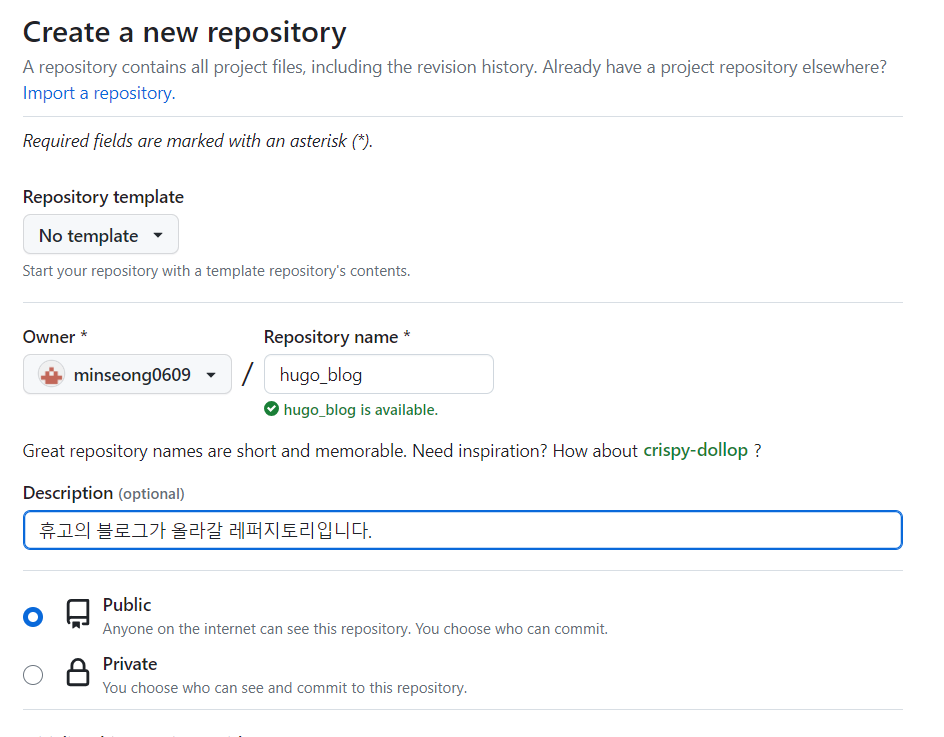 Create a new repository
A repository contains all project files, including the revision history. Already have a project repository elsewhere?
Import a repository.
Required fields are marked with an asterisk (*).
Repository template
No template
Start your repository with a template repository's contents.
Owner *
Repository name *
minseong0609
/
hugo_blog
hugo_blog is available.
Great repository names are short and memorable. Need inspiration? How about crispy-dollop ?
Description (optional)
휴고의 블로그가 올라갈 레퍼지토리입니다.
Public
Anyone on the internet can see this repository. You choose who can commit.
Private
You choose who can see and commit to this repository.